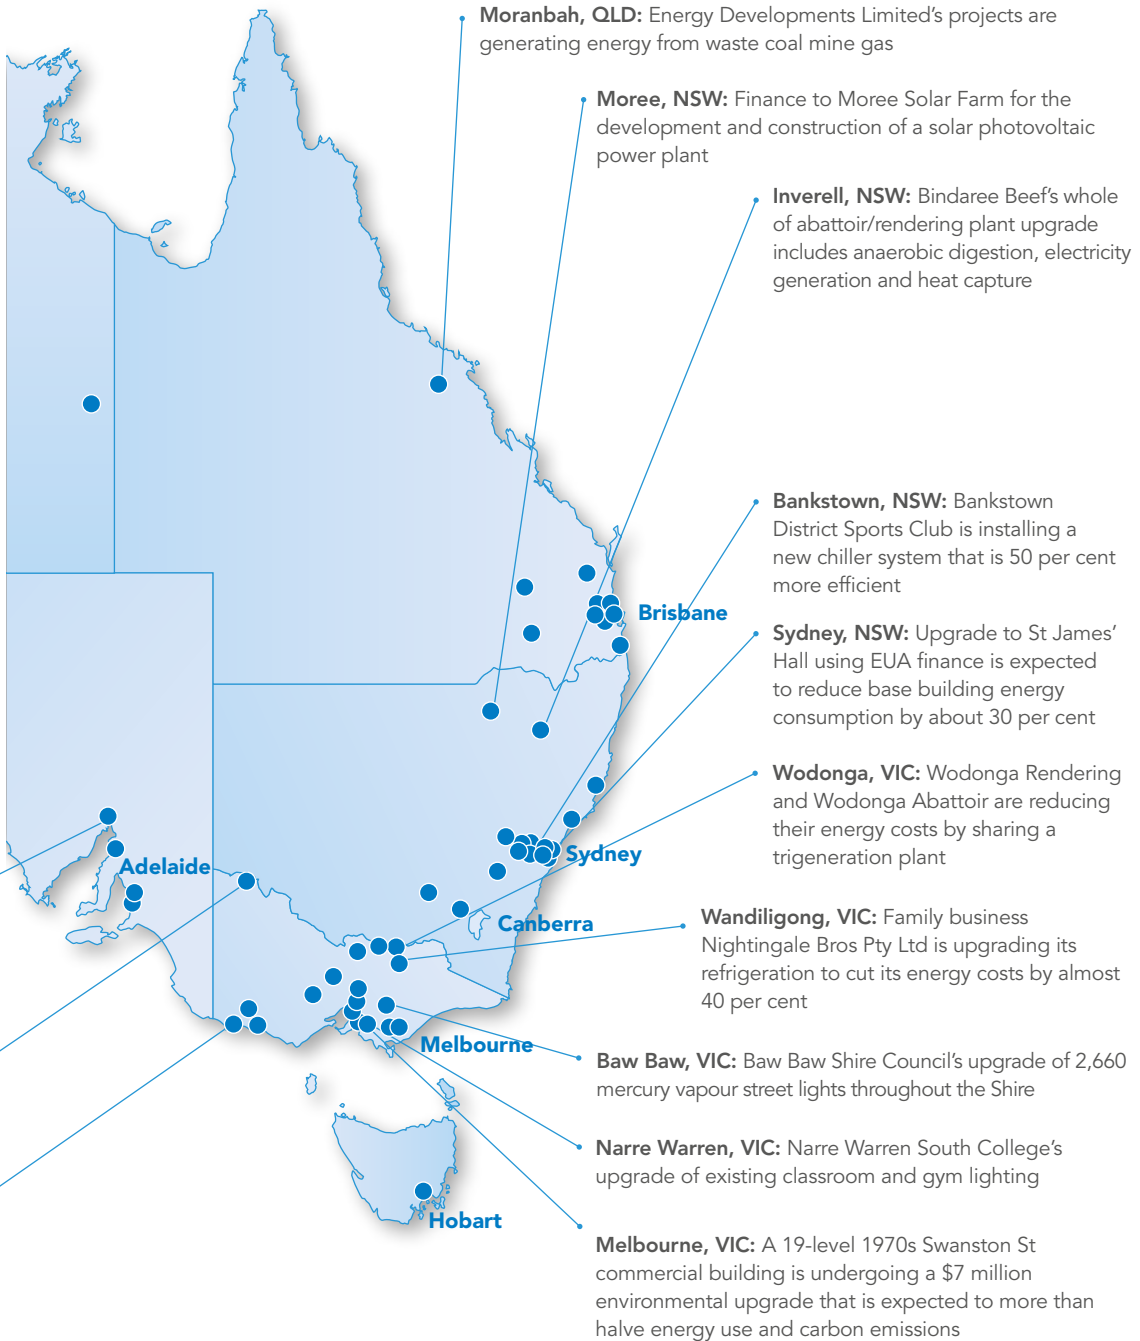 Moranbah, QLD: Energy Developments Limited’s projects are
generating energy from waste coal mine gas
Moree, NSW: Finance to Moree Solar Farm for the
development and construction of a solar photovoltaic
power plant
Inverell, NSW: Bindaree Beef’s whole
of abattoir/rendering plant upgrade
includes anaerobic digestion, electricity
generation and heat capture
Bankstown, NSW: Bankstown
District Sports Club is installing a
new chiller system that is 50 per cent
more efficient
Brisbane
Sydney, NSW: Upgrade to St James’
Hall using EUA finance is expected
to reduce base building energy
consumption by about 30 per cent
Wodonga, VIC: Wodonga Rendering
and Wodonga Abattoir are reducing
their energy costs by sharing a
trigeneration plant
Sydney
Adelaide
Canberra
Wandiligong, VIC: Family business
Nightingale Bros Pty Ltd is upgrading its
refrigeration to cut its energy costs by almost
40 per cent
Melbourne
Baw Baw, VIC: Baw Baw Shire Council’s upgrade of 2,660
mercury vapour street lights throughout the Shire
Narre Warren, VIC: Narre Warren South College’s
upgrade of existing classroom and gym lighting
Hobart
Melbourne, VIC: A 19-level 1970s Swanston St
commercial building is undergoing a $7 million
environmental upgrade that is expected to more than
halve energy use and carbon emissions